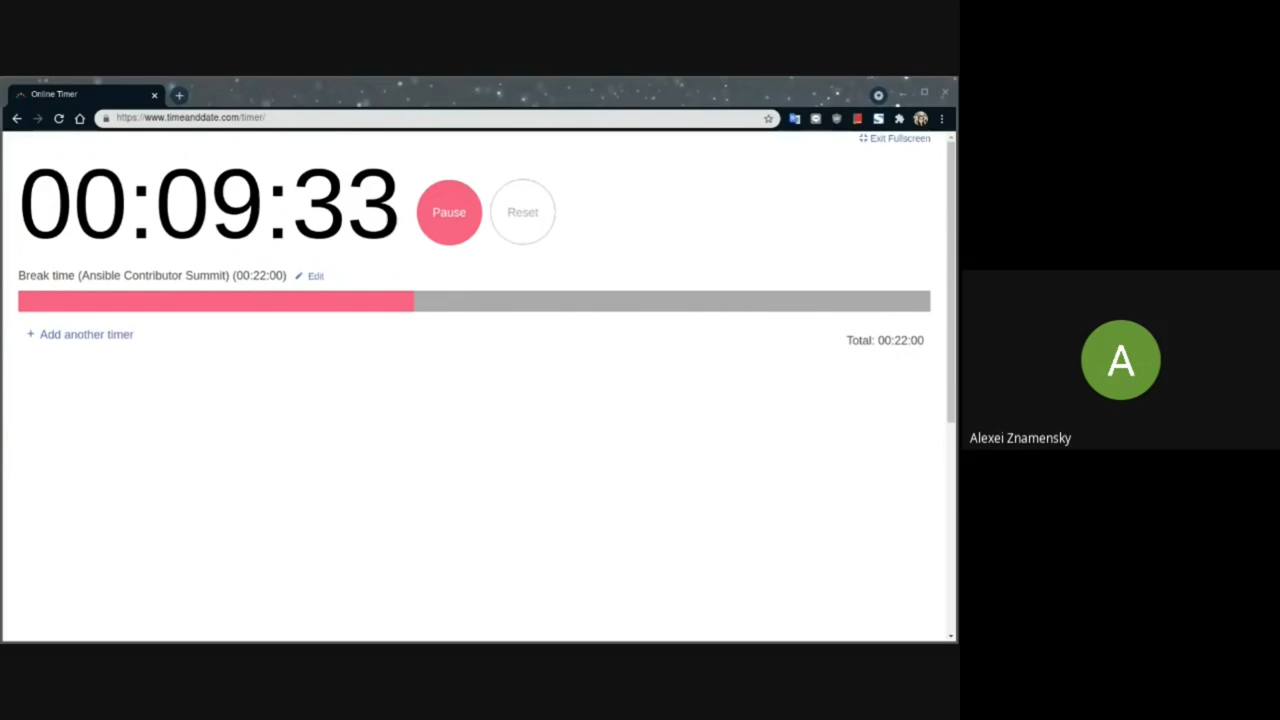 Online Timer
https://www.timeanddate.com/timer/
Exit Fullscreen
00:09:33
Pause
Reset
Break time (Ansible Contributor Summit) (00:22:00)
Edit
+ Add another timer
Total: 00:22:00
A
Alexei Znamensky